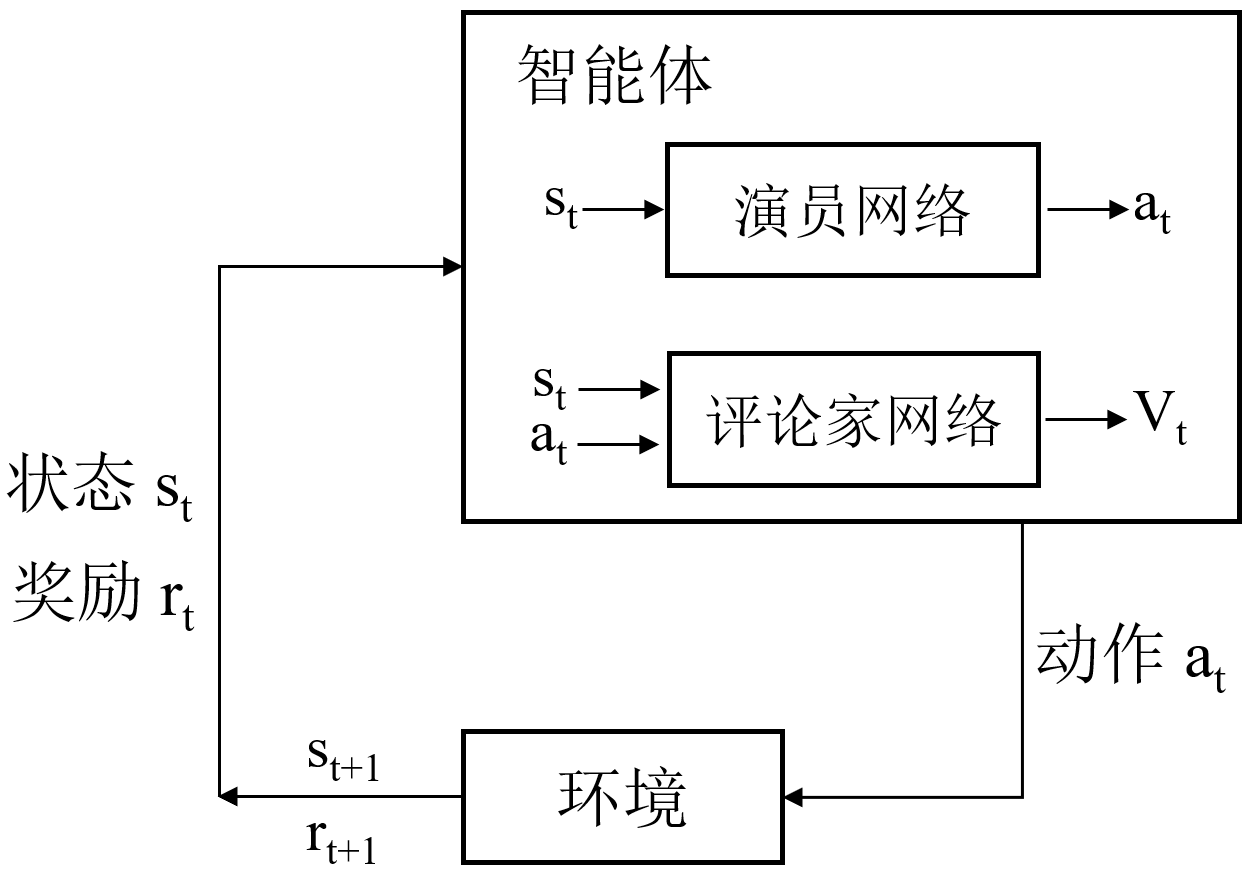 智能体
s_t 演员网络 a_t
s_t
a_t 评论家网络 V_t
状态 s_t
奖励 r_t
动作 a_t
s_{t+1}
r_{t+1}
环境